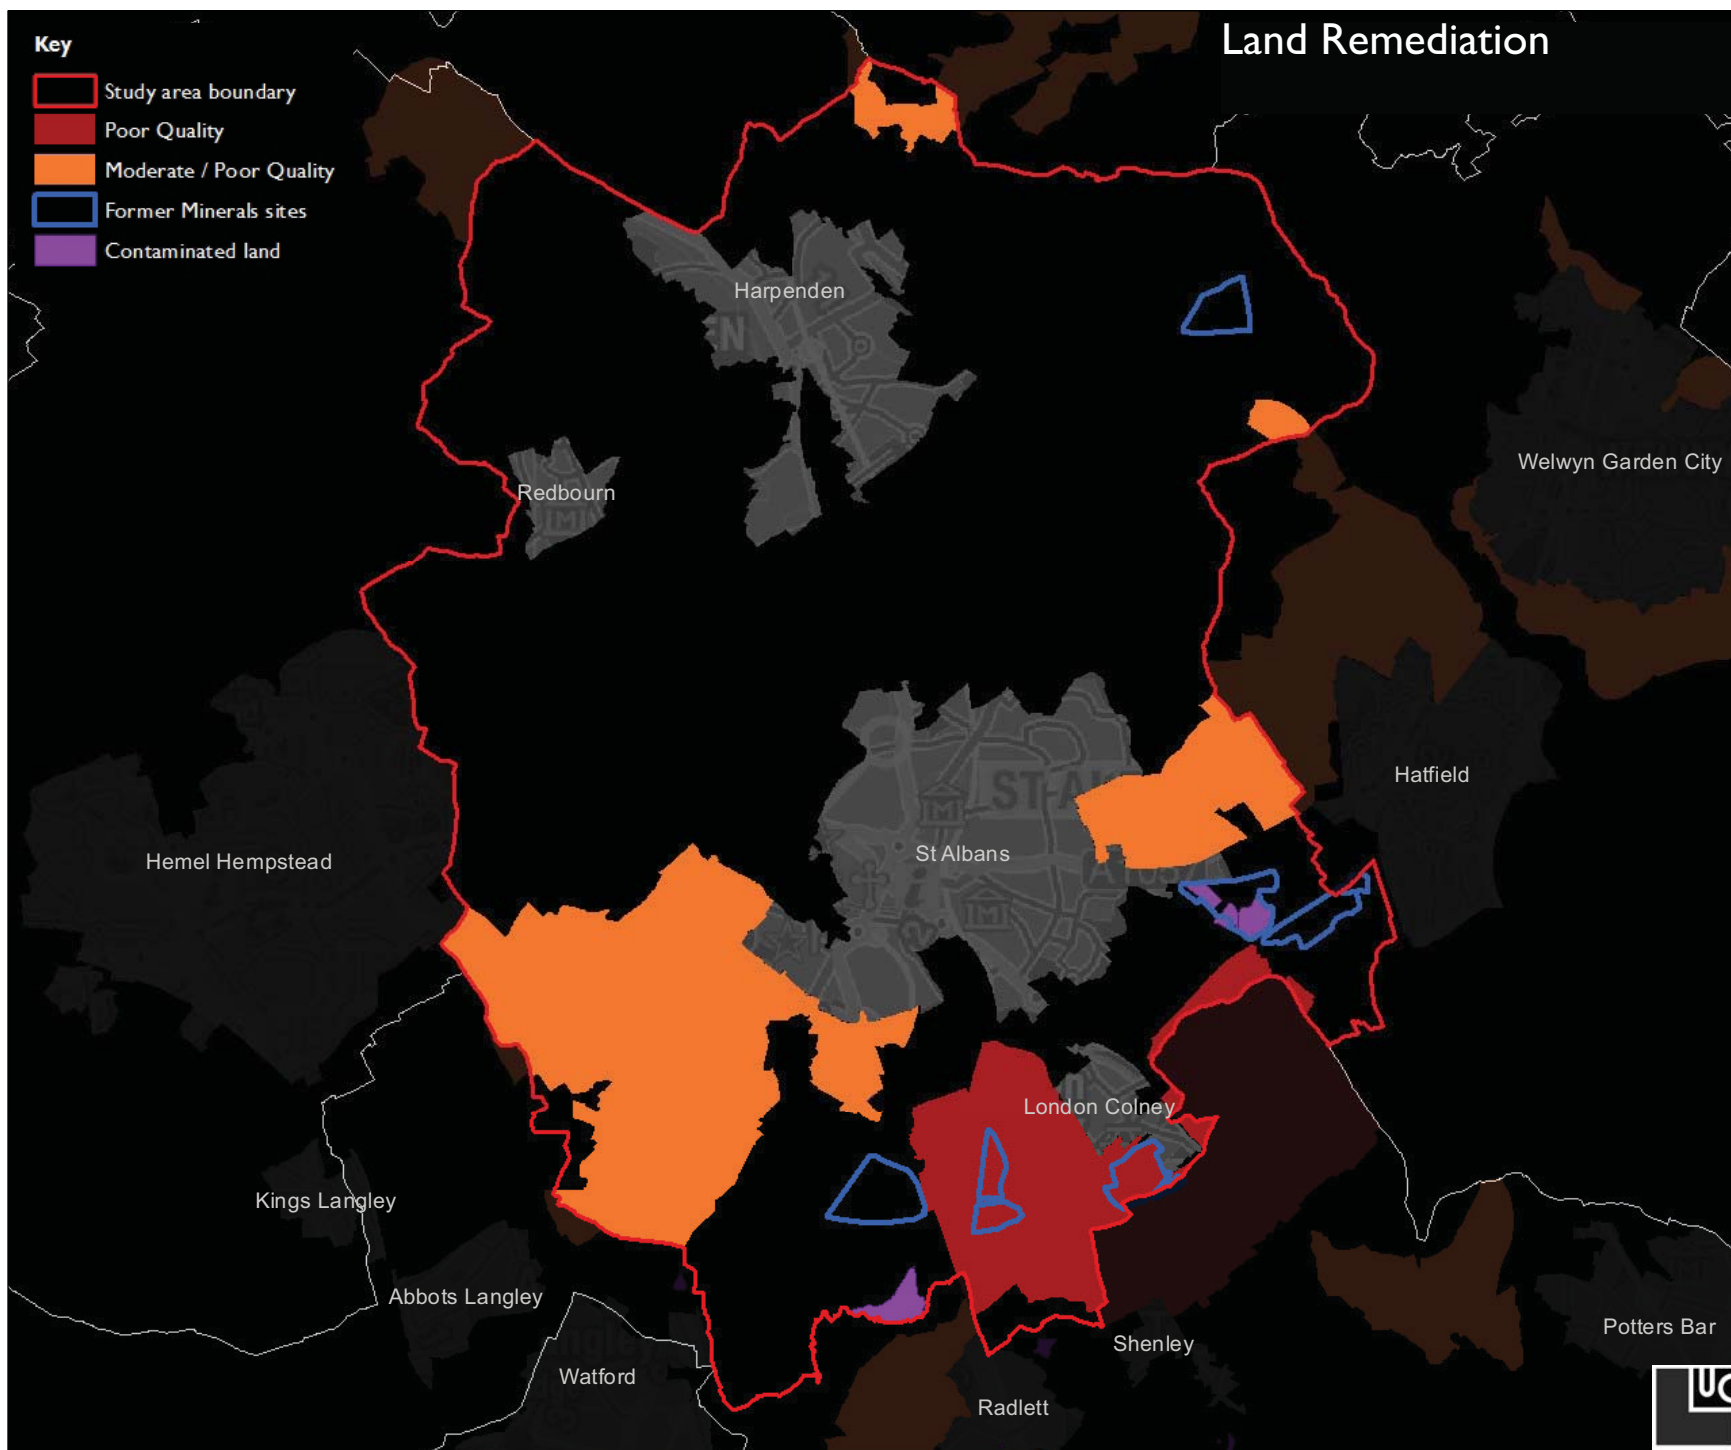 Land Remediation
Key
Study area boundary
Poor Quality
Moderate / Poor Quality
Former Minerals sites
Contaminated land
Harpenden
Redbourn
Welwyn Garden City
Hatfield
St Albans
Hemel Hempstead
London Colney
Kings Langley
Abbots Langley
Shenley
Potters Bar
Watford
Radlett